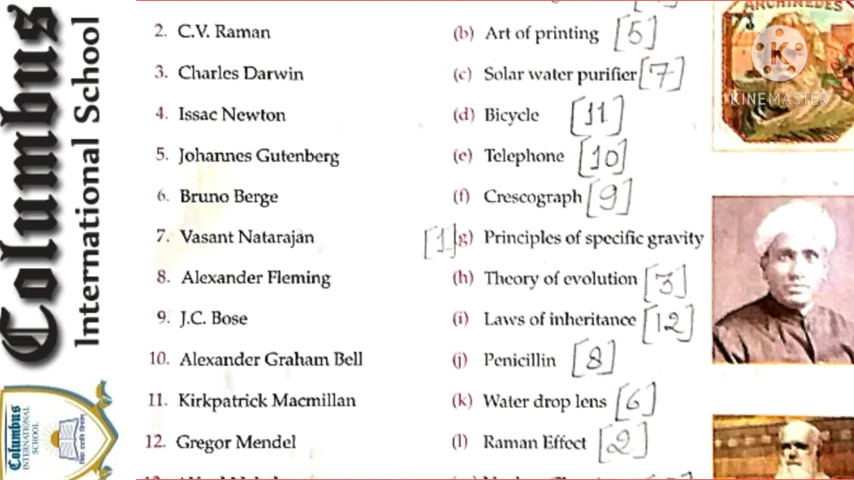 Columbus
International School
ARCHIMEDES
K
KINEMASTER
2. C.V. Raman (b) Art of printing [5]
3. Charles Darwin (c) Solar water purifier [7]
4. Issac Newton (d) Bicycle [11]
5. Johannes Gutenberg (e) Telephone [10]
6. Bruno Berge (f) Crescograph [9]
7. Vasant Natarajan [1] (g) Principles of specific gravity
8. Alexander Fleming (h) Theory of evolution [3]
9. J.C. Bose (i) Laws of inheritance [12]
10. Alexander Graham Bell (j) Penicillin [8]
11. Kirkpatrick Macmillan (k) Water drop lens [6]
12. Gregor Mendel (l) Raman Effect [2]
Columbus
INTERNATIONAL
SCHOOL